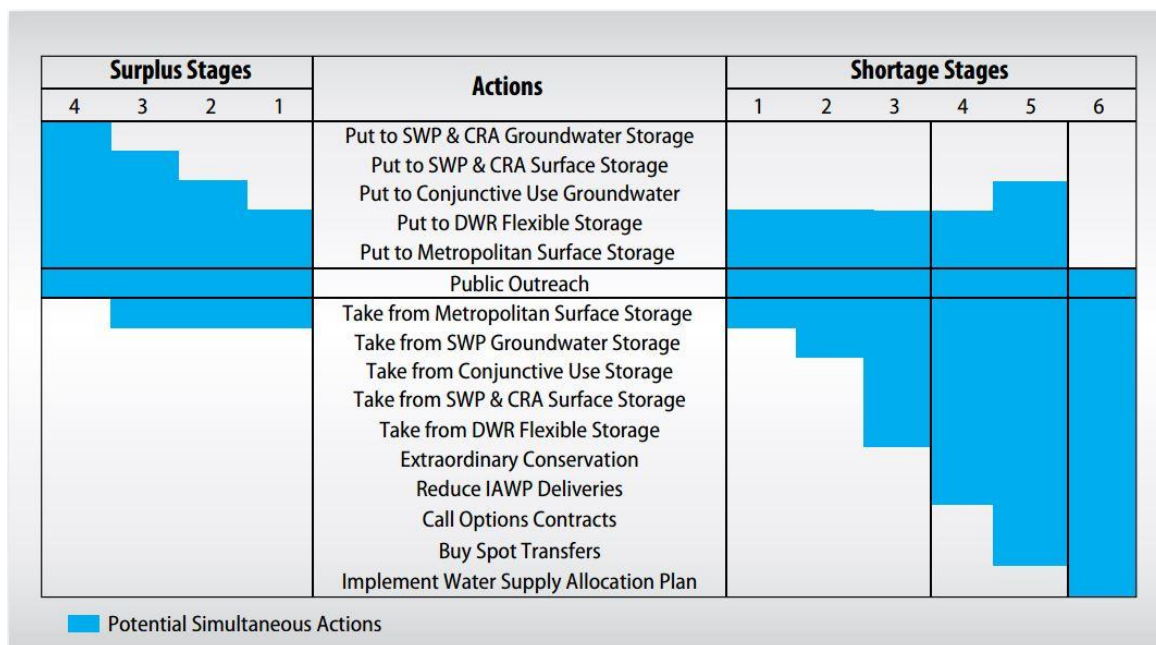 Surplus Stages Actions Shortage Stages
4 3 2 1 1 2 3 4 5 6
Put to SWP & CRA Groundwater Storage
Put to SWP & CRA Surface Storage
Put to Conjunctive Use Groundwater
Put to DWR Flexible Storage
Put to Metropolitan Surface Storage
Public Outreach
Take from Metropolitan Surface Storage
Take from SWP Groundwater Storage
Take from Conjunctive Use Storage
Take from SWP & CRA Surface Storage
Take from DWR Flexible Storage
Extraordinary Conservation
Reduce IAWP Deliveries
Call Options Contracts
Buy Spot Transfers
Implement Water Supply Allocation Plan
Potential Simultaneous Actions